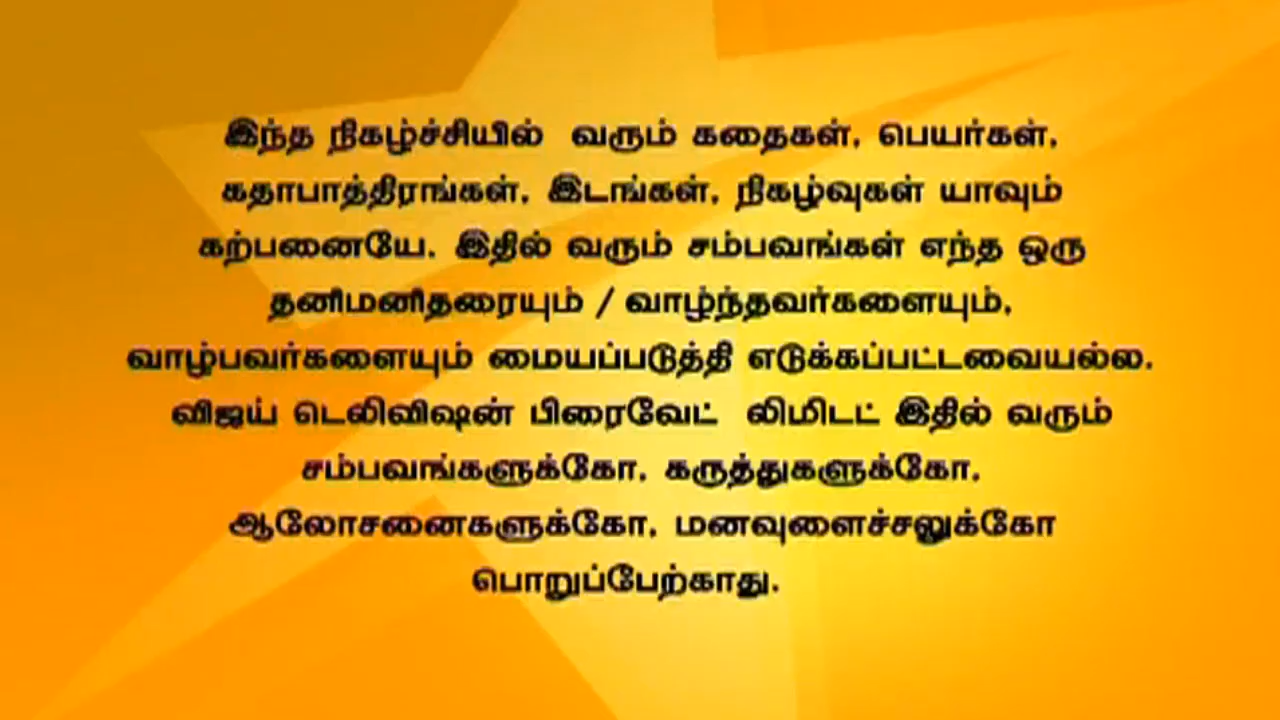 இந்த நிகழ்ச்சியில் வரும் கதைகள், பெயர்கள்,
கதாபாத்திரங்கள், இடங்கள், நிகழ்வுகள் யாவும்
கற்பனையே. இதில் வரும் சம்பவங்கள் எந்த ஒரு
தனிமனிதரையும் / வாழ்ந்தவர்களையும்,
வாழ்பவர்களையும் மையப்படுத்தி எடுக்கப்பட்டவையல்ல.
விஜய் டெலிவிஷன் பிரைவேட் லிமிடட் இதில் வரும்
சம்பவங்களுக்கோ, கருத்துகளுக்கோ,
ஆலோசனைகளுக்கோ, மனவுளைச்சலுக்கோ
பொறுப்பேற்காது.